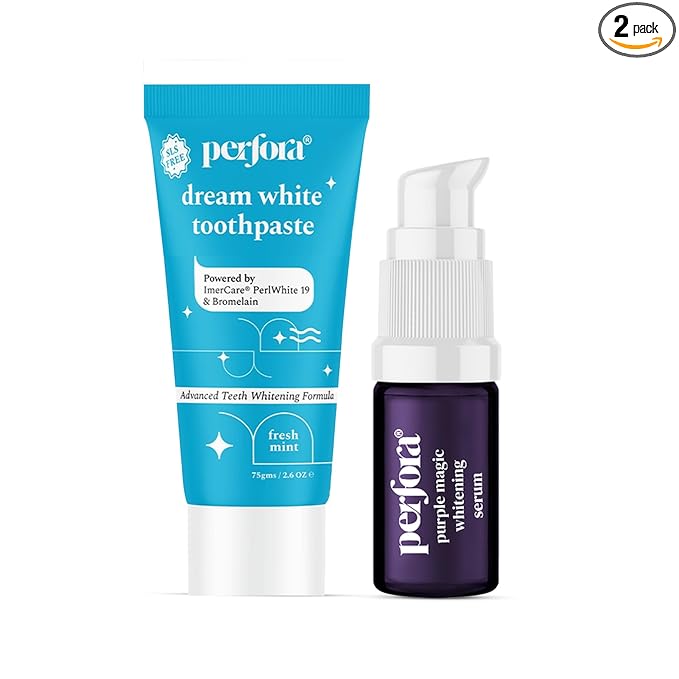 2
pack
SLS
FREE
perfora®
dream white
toothpaste
Powered by
ImerCare® PerlWhite 19
& Bromelain
Advanced Teeth Whitening Formula
fresh
mint
75gms / 2.6 OZ ℮
perfora®
purple magic
whitening
serum